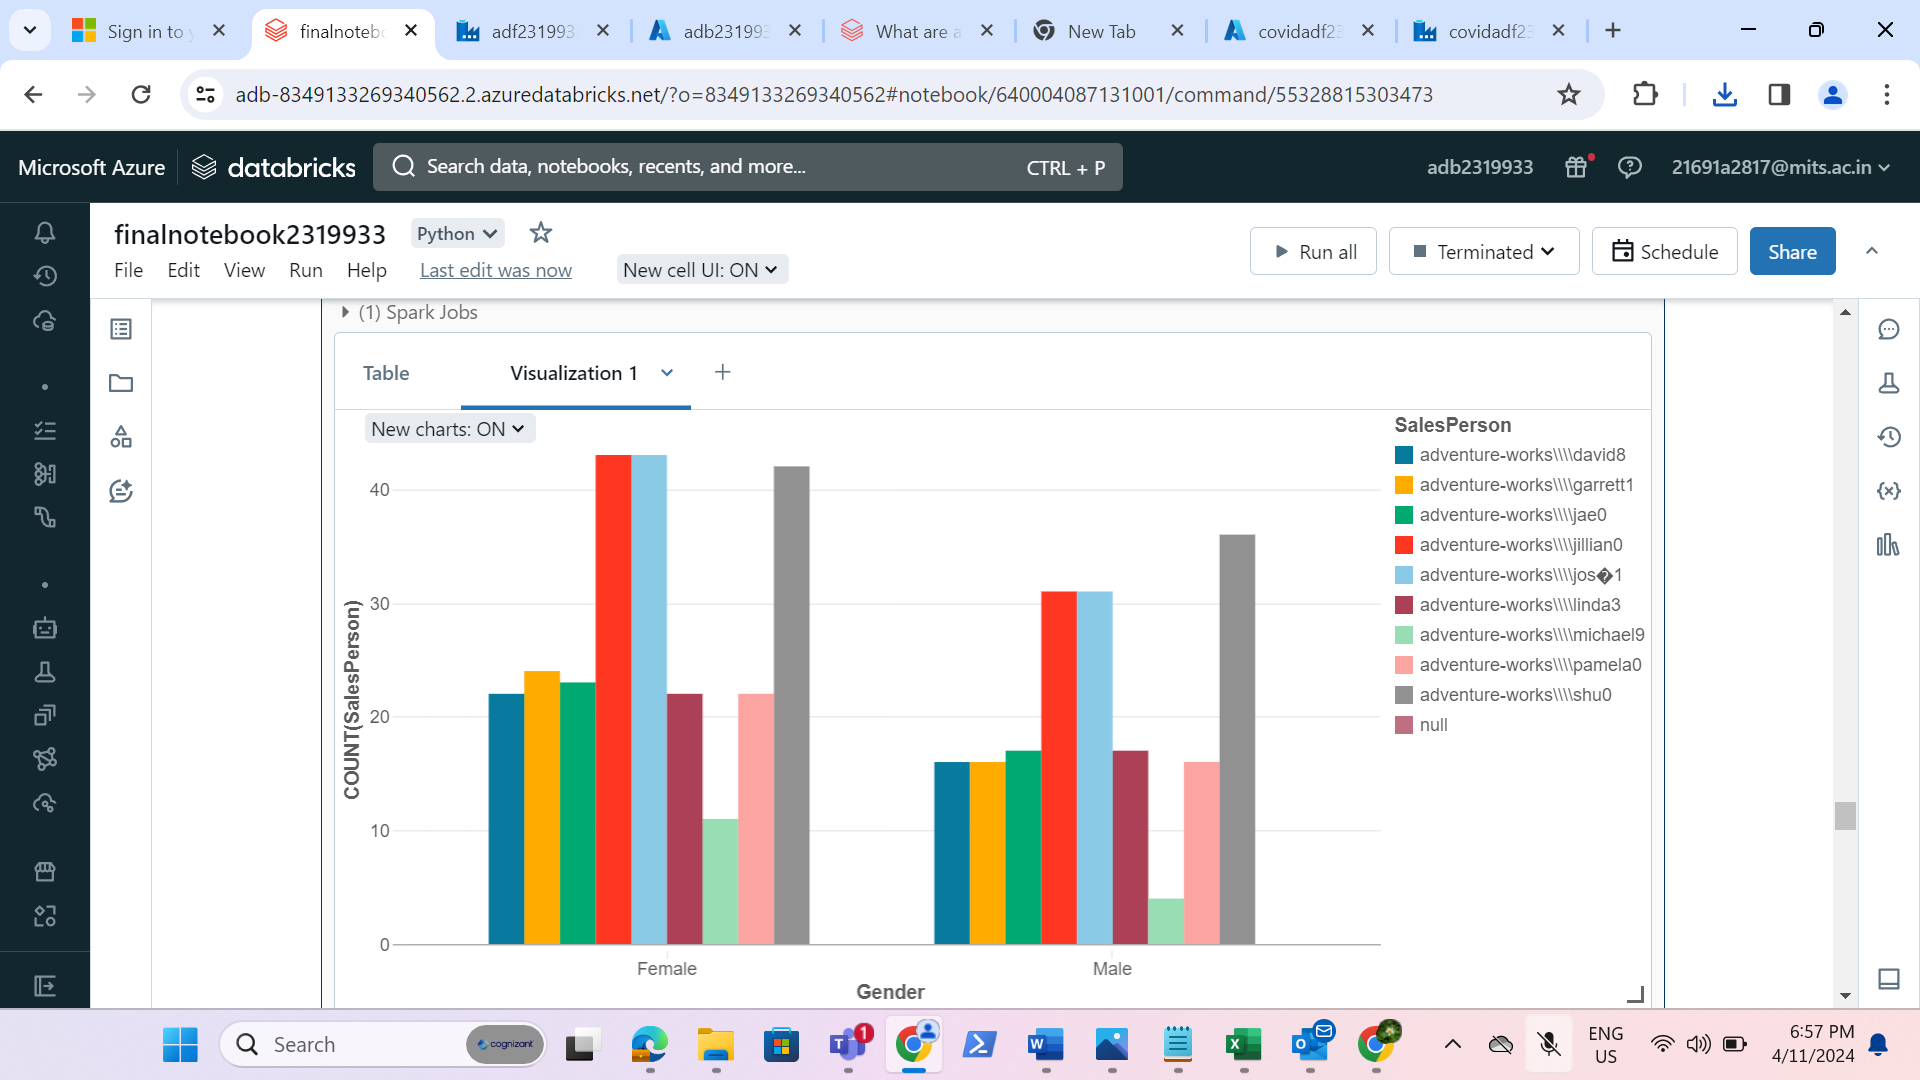 Sign in to y
finalnoteb
adf231993
adb23199
What are a
New Tab
covidadf2
covidadf23
adb-8349133269340562.2.azuredatabricks.net/?o=8349133269340562#notebook/640004087131001/command/55328815303473
Microsoft Azure
databricks
Search data, notebooks, recents, and more...
CTRL + P
adb2319933
21691a2817@mits.ac.in
finalnotebook2319933
Python
File Edit View Run Help
Last edit was now
New cell UI: ON
Run all
Terminated
Schedule
Share
(1) Spark Jobs
Table
Visualization 1
New charts: ON
SalesPerson
adventure-works\\\\david8
adventure-works\\\\garrett1
adventure-works\\\\jae0
adventure-works\\\\jillian0
adventure-works\\\\jos�1
adventure-works\\\\linda3
adventure-works\\\\michael9
adventure-works\\\\pamela0
adventure-works\\\\shu0
null
COUNT(SalesPerson)
40
30
20
10
0
Female
Male
Gender
Search
cognizant
1
ENG
US
6:57 PM
4/11/2024